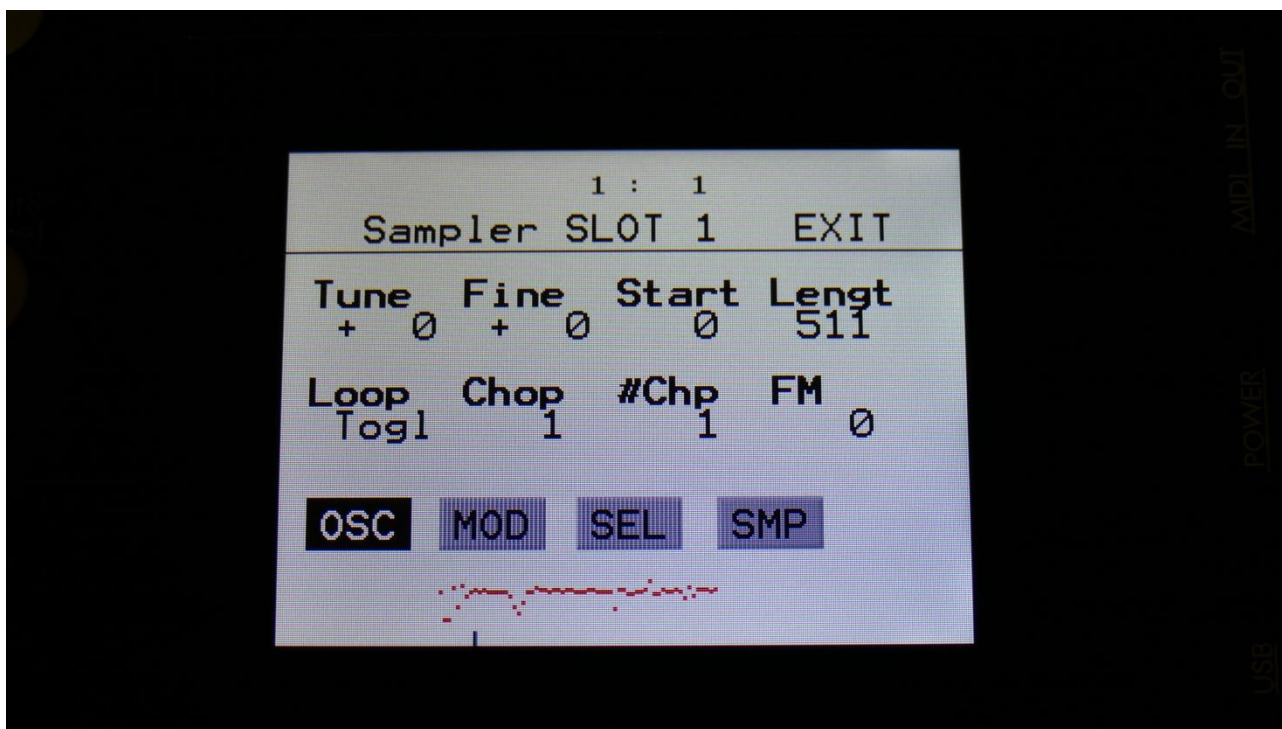 1 : 1
Sampler SLOT 1 EXIT
Tune Fine Start Lengt
+ 0 + 0 0 511
Loop Chop #Chp FM
Togl 1 1 0
OSC MOD SEL SMP
MIDI IN OUT
POWER
USB